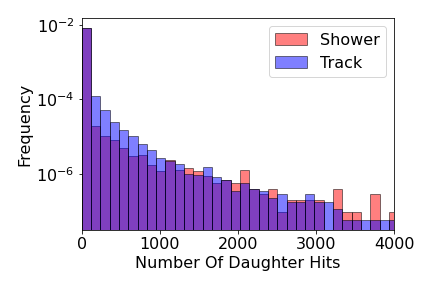 10⁻²
10⁻⁴
10⁻⁶
Frequency
Shower
Track
0 1000 2000 3000 4000
Number Of Daughter Hits